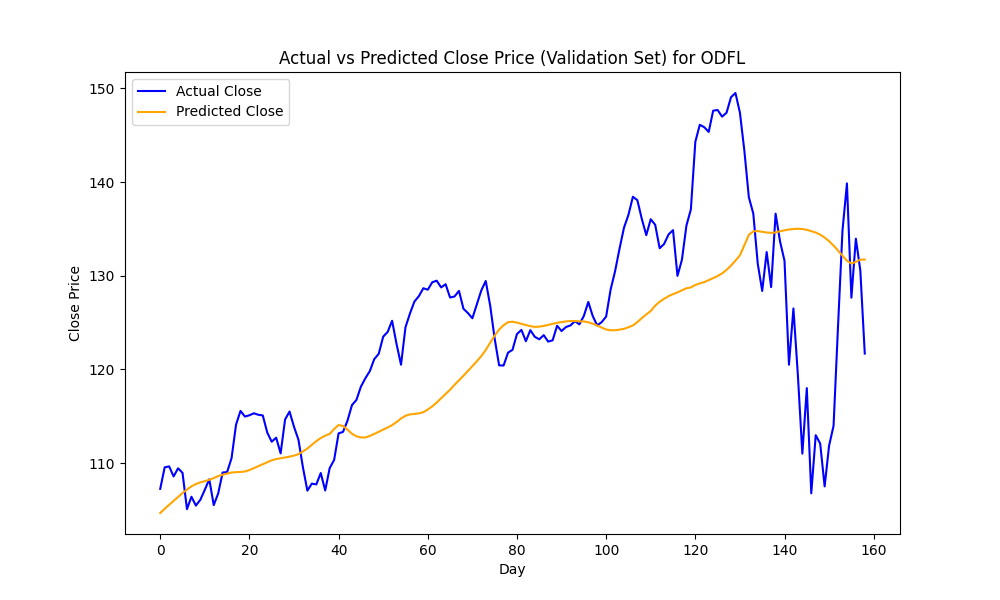 Actual vs Predicted Close Price (Validation Set) for ODFL
Actual Close
Predicted Close
150
140
130
120
110
Close Price
0 20 40 60 80 100 120 140 160
Day